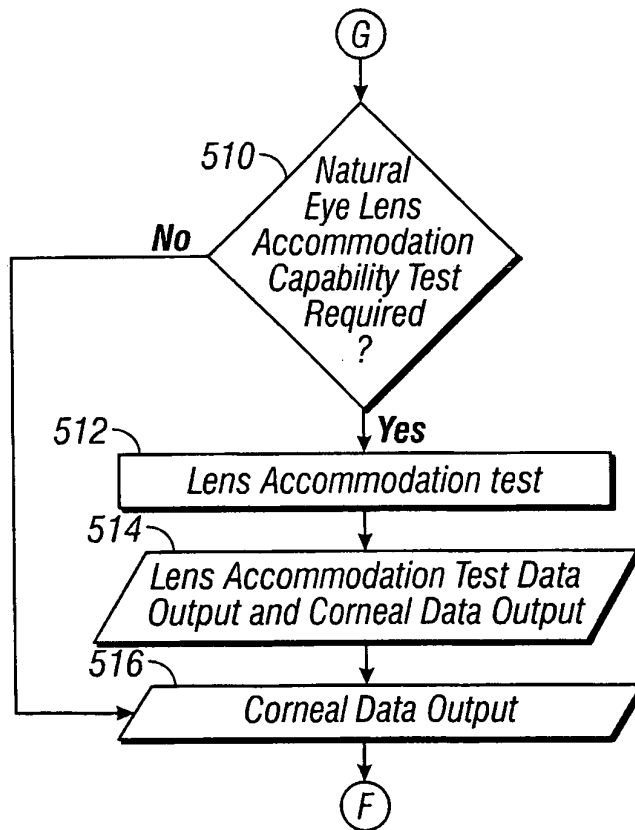 G
510
Natural
Eye Lens
Accommodation
Capability Test
Required
?
No
Yes
512
Lens Accommodation test
514
Lens Accommodation Test Data
Output and Corneal Data Output
516
Corneal Data Output
F